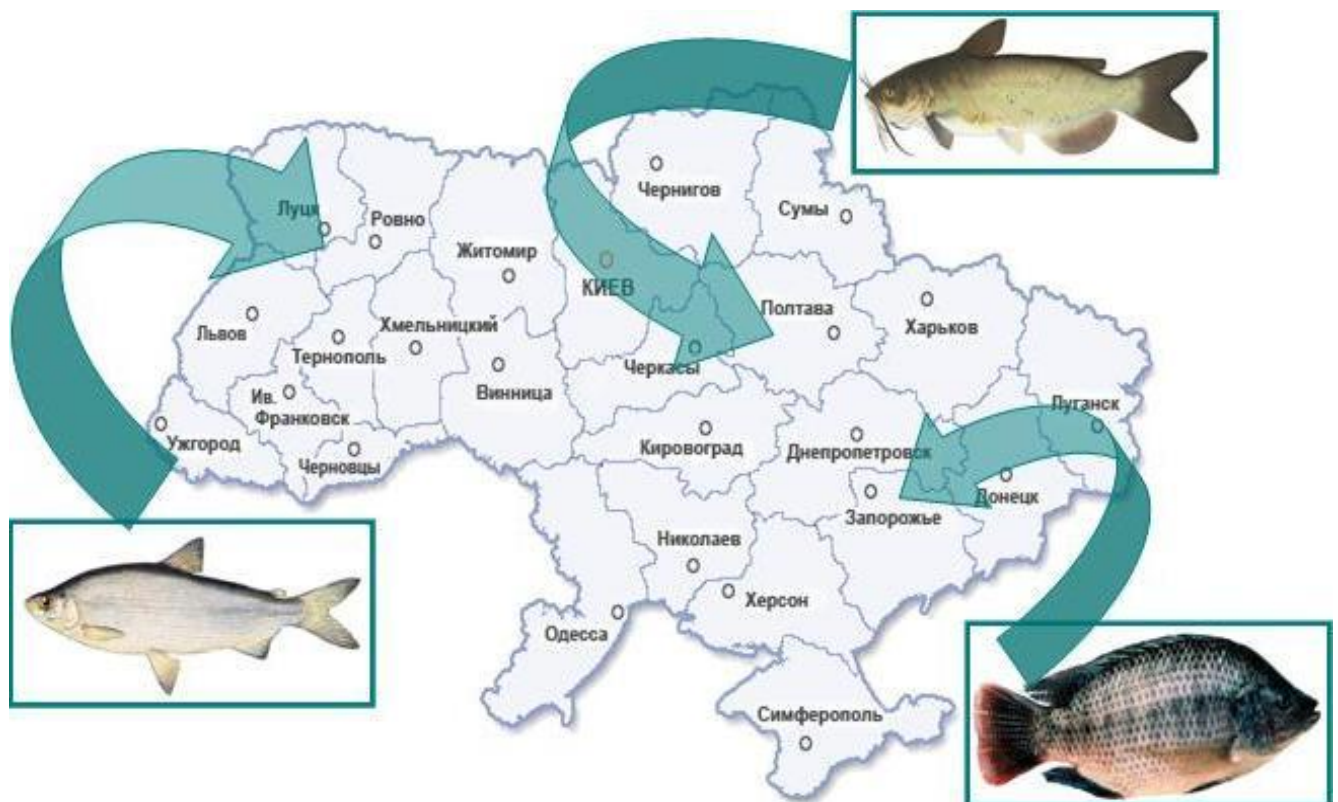 Чернигов
Сумы
Луцк
Ровно
Житомир
КИЕВ
Полтава
Харьков
Львов
Хмельницкий
Тернополь
Черкассы
Винница
Ив.
Франковск
Луганск
Ужгород
Кировоград
Днепропетровск
Черновцы
Донецк
Запорожье
Николаев
Херсон
Одесса
Симферополь